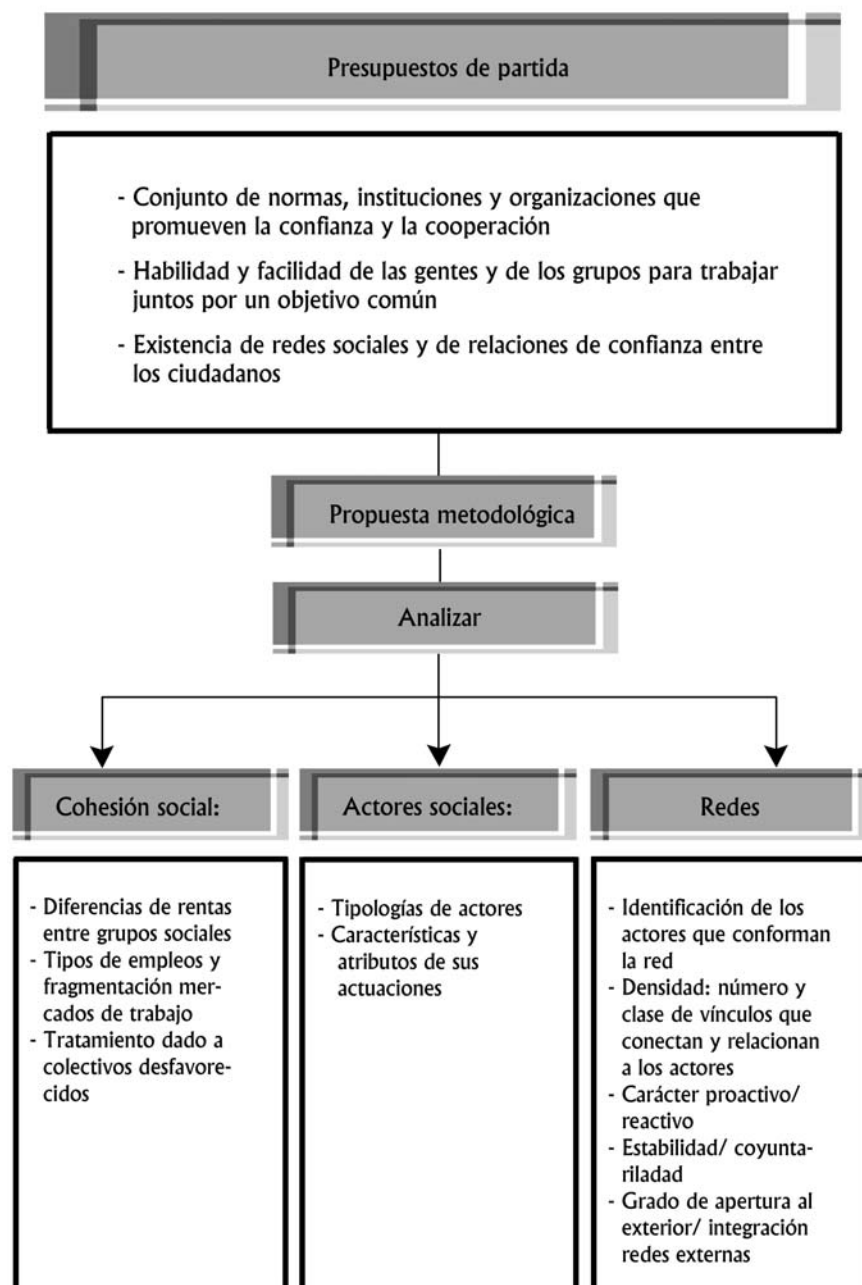 Presupuestos de partida
- Conjunto de normas, instituciones y organizaciones que
promueven la confianza y la cooperación
- Habilidad y facilidad de las gentes y de los grupos para trabajar
juntos por un objetivo común
- Existencia de redes sociales y de relaciones de confianza entre
los ciudadanos
Propuesta metodológica
Analizar
Cohesión social:
- Diferencias de rentas
entre grupos sociales
- Tipos de empleos y
fragmentación mer-
cados de trabajo
- Tratamiento dado a
colectivos desfavore-
cidos
Actores sociales:
- Tipologías de actores
- Características y
atributos de sus
actuaciones
Redes
- Identificación de los
actores que conforman
la red
- Densidad: número y
clase de vínculos que
conectan y relacionan
a los actores
- Carácter proactivo/
reactivo
- Estabilidad/ coyunta-
riladad
- Grado de apertura al
exterior/ integración
redes externas